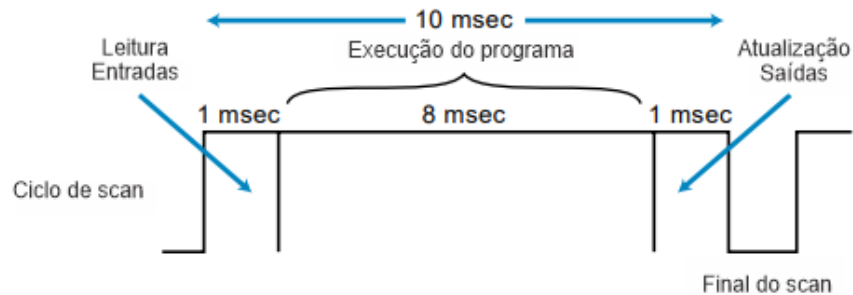 10 msec
Leitura
Entradas
Execução do programa
Atualização
Saídas
1 msec
8 msec
1 msec
Ciclo de scan
Final do scan